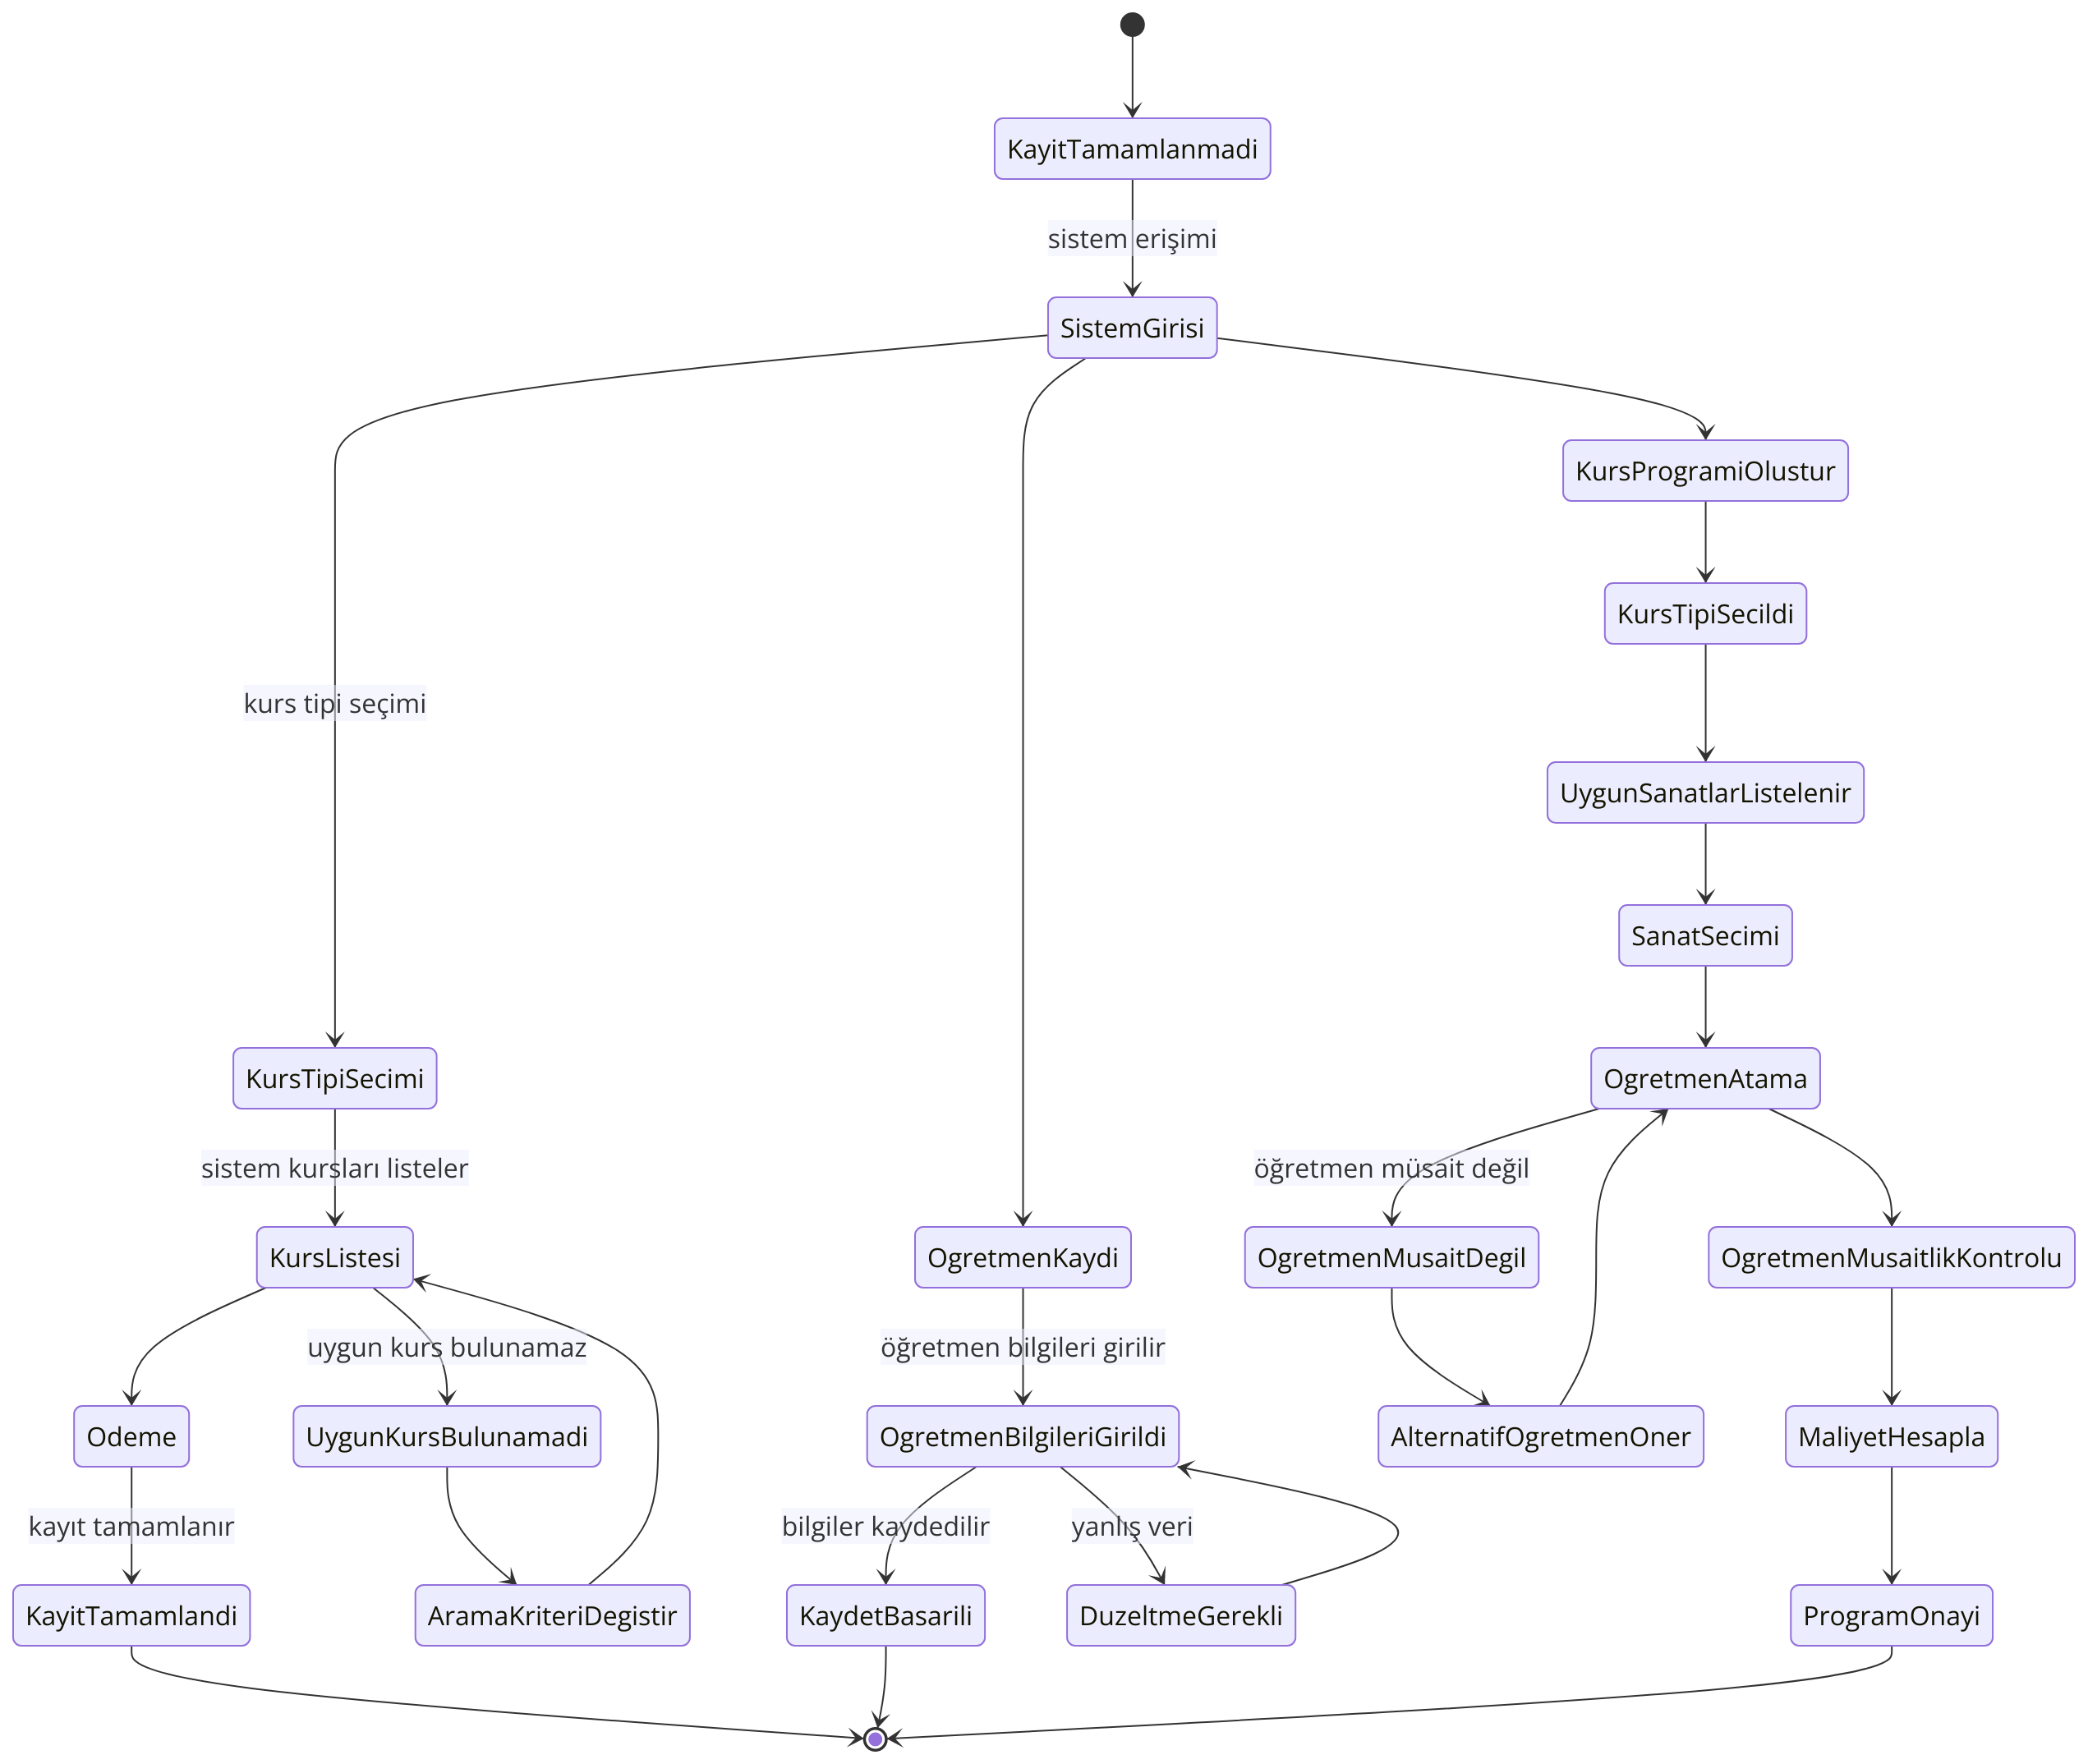 KayitTamamlanmadi
sistem erişimi
SistemGirisi
KursProgramiOlustur
KursTipiSecildi
kurs tipi seçimi
UygunSanatlarListelenir
SanatSecimi
KursTipiSecimi
OgretmenAtama
sistem kursları listeler
öğretmen müsait değil
KursListesi
OgretmenKaydi
OgretmenMusaitDegil
OgretmenMusaitlikKontrolu
uygun kurs bulunamaz
öğretmen bilgileri girilir
Odeme
UygunKursBulunamadi
OgretmenBilgileriGirildi
AlternatifOgretmenOner
MaliyetHesapla
kayıt tamamlanır
bilgiler kaydedilir
yanlış veri
KayitTamamlandi
AramaKriteriDegistir
KaydetBasarili
DuzeltmeGerekli
ProgramOnayi